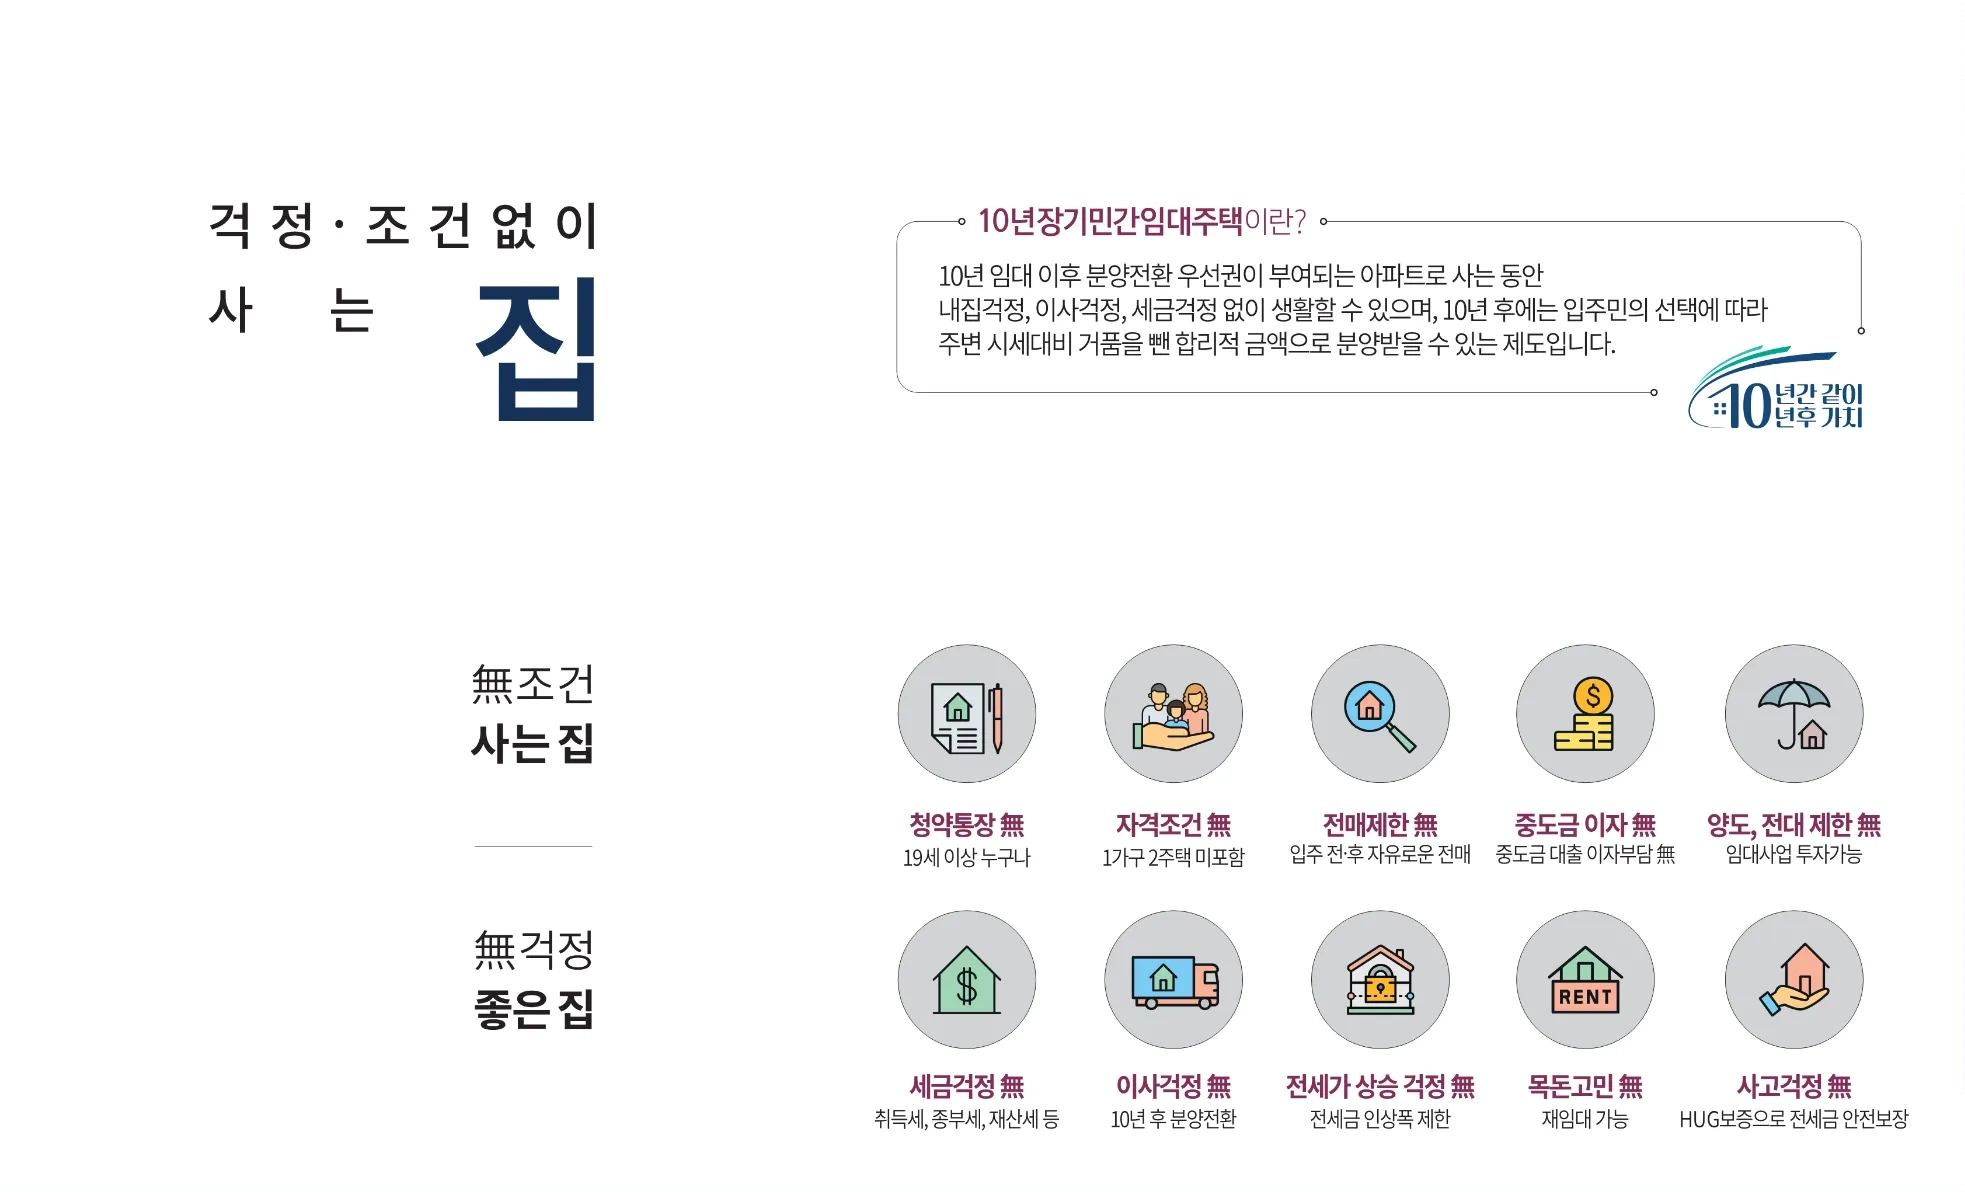 걱정·조건없이
사는 집
10년장기민간임대주택이란?
10년 임대 이후 분양전환 우선권이 부여되는 아파트로 사는 동안
내집걱정, 이사걱정, 세금걱정 없이 생활할 수 있으며, 10년 후에는 입주민의 선택에 따라
주변 시세대비 거품을 뺀 합리적 금액으로 분양받을 수 있는 제도입니다.
10년간 같이
년후 가치
無조건
사는집
청약통장 無
19세 이상 누구나
자격조건 無
1가구 2주택 미포함
전매제한 無
입주 전·후 자유로운 전매
중도금 이자 無
중도금 대출 이자부담 無
양도, 전대 제한 無
임대사업 투자가능
無걱정
좋은집
RENT
세금걱정 無
취득세, 종부세, 재산세 등
이사걱정 無
10년 후 분양전환
전세가 상승 걱정 無
전세금 인상폭 제한
목돈고민 無
재임대 가능
사고걱정 無
HUG보증으로 전세금 안전보장